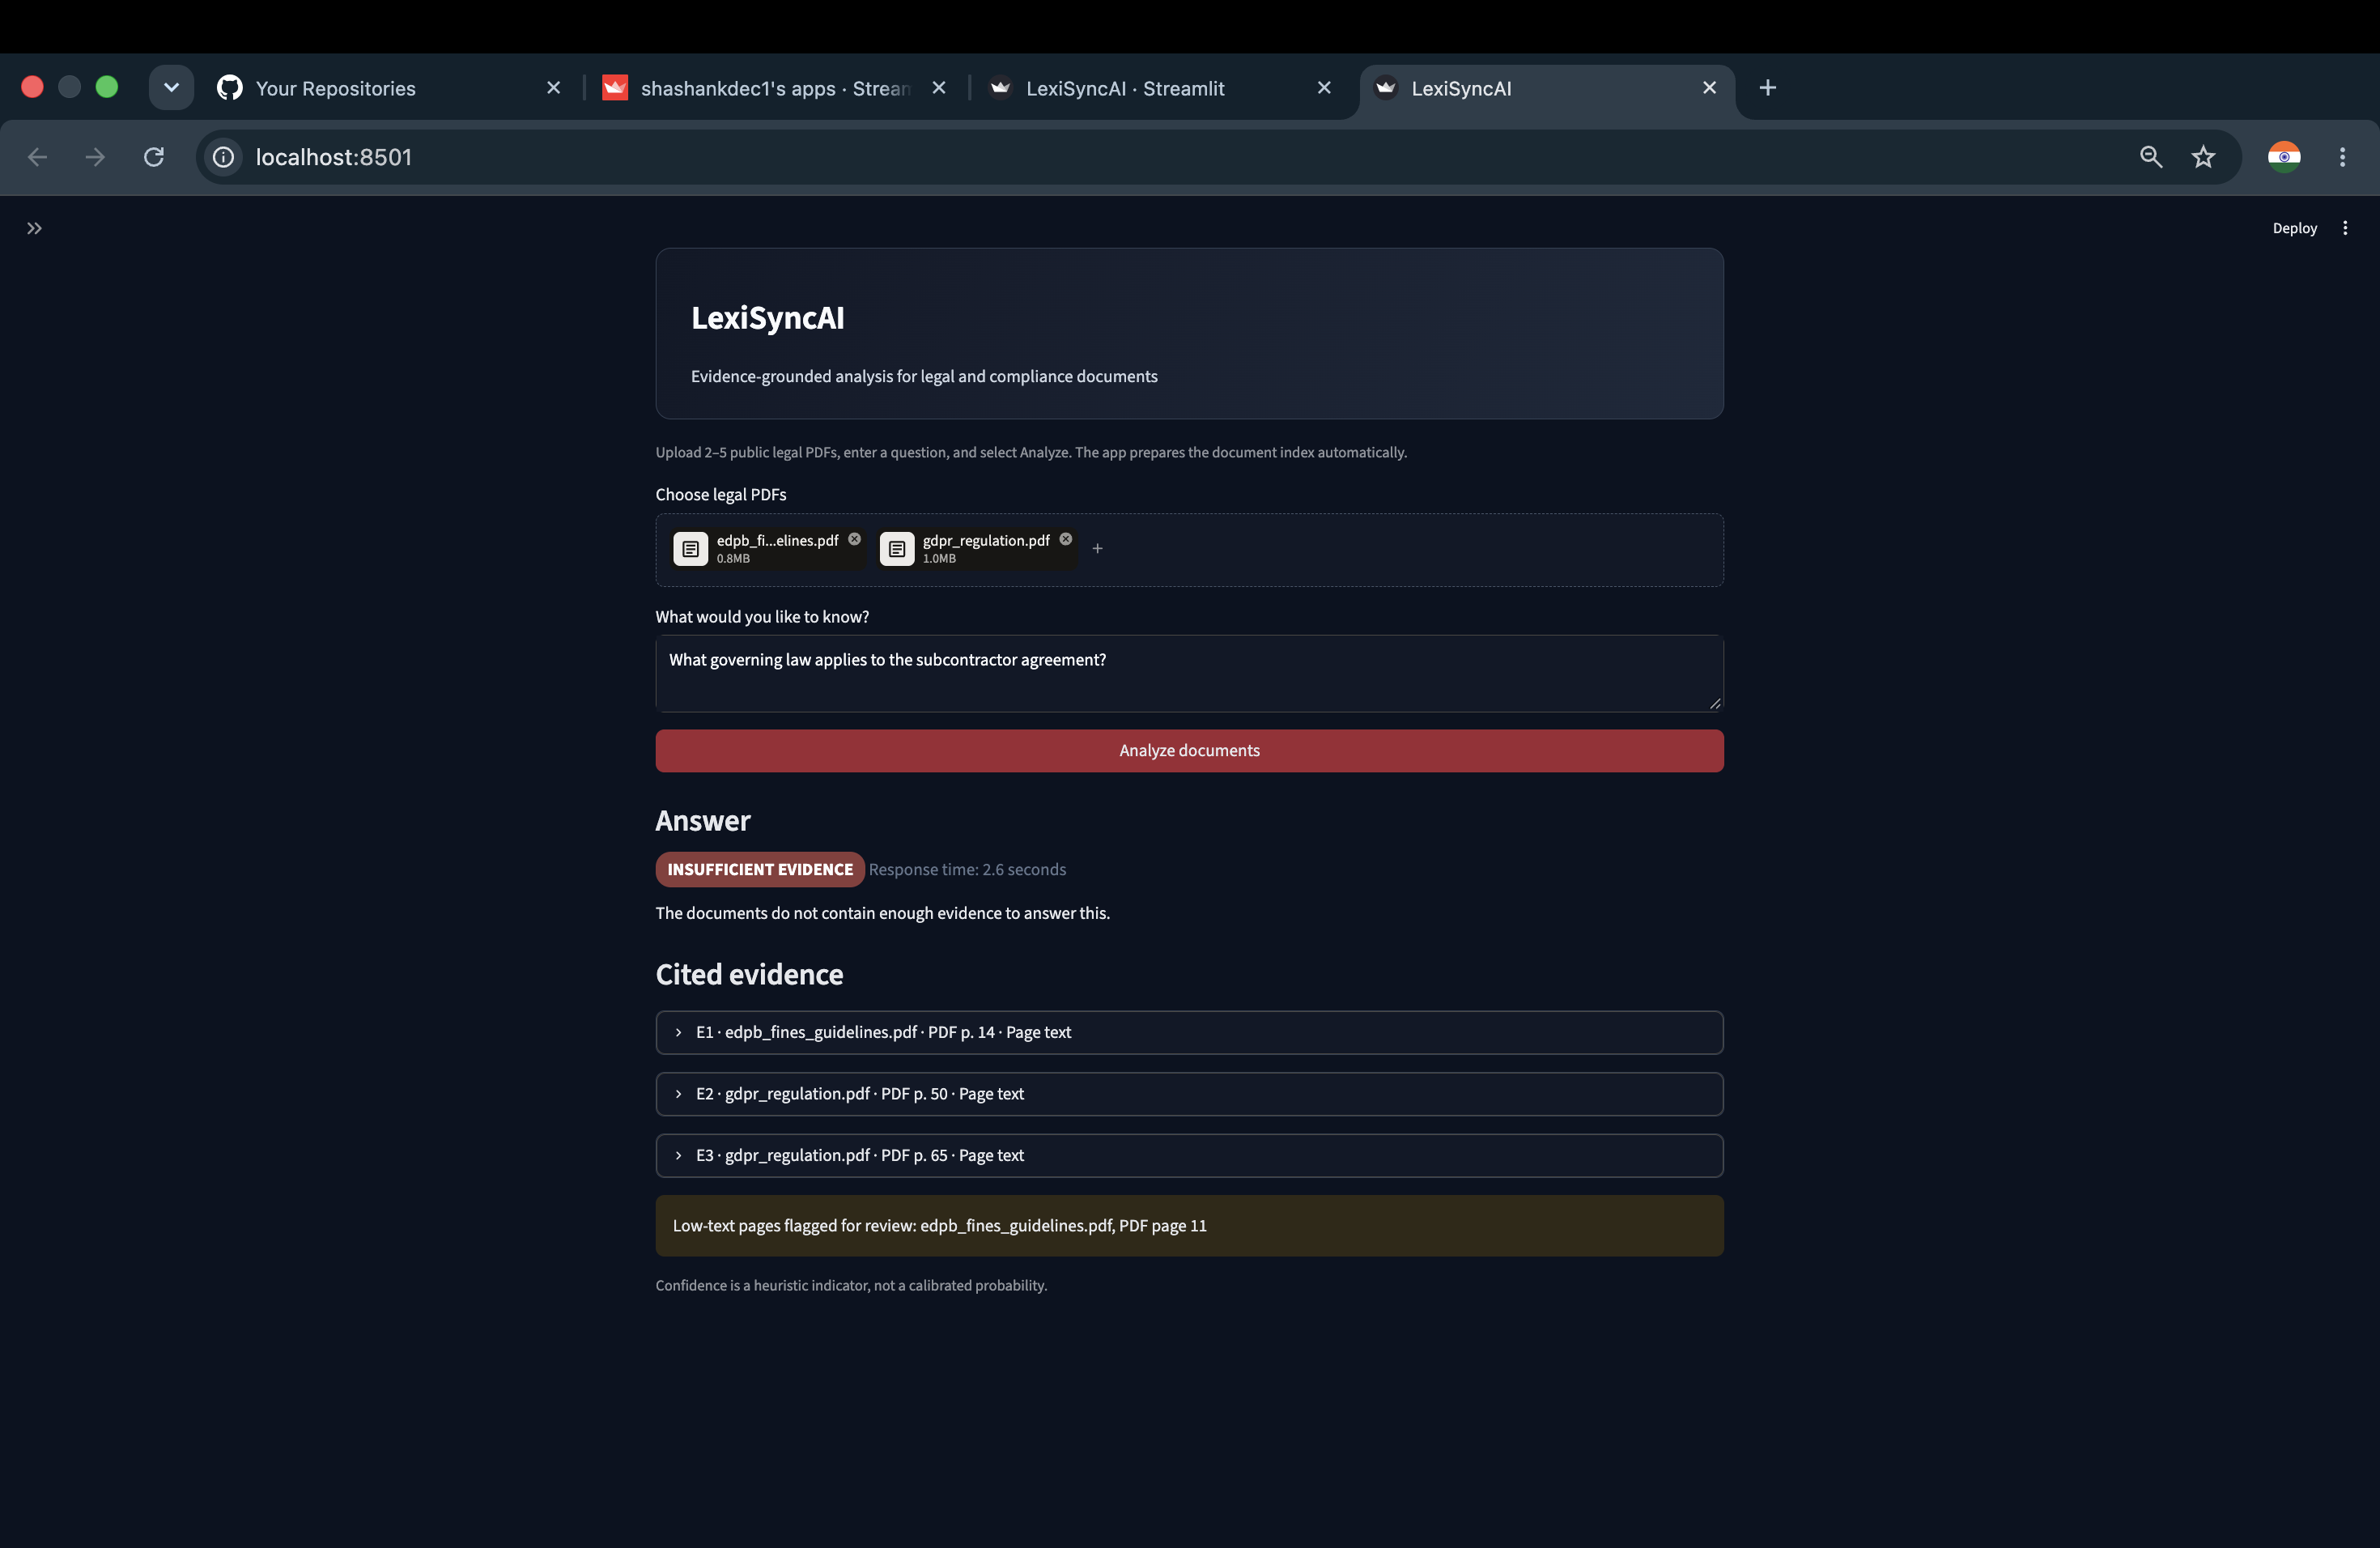 Your Repositories
shashankdec1's apps · Stream
LexiSyncAI · Streamlit
LexiSyncAI
localhost:8501
Deploy
LexiSyncAI
Evidence-grounded analysis for legal and compliance documents
Upload 2–5 public legal PDFs, enter a question, and select Analyze. The app prepares the document index automatically.
Choose legal PDFs
edpb_fi...elines.pdf
0.8MB
gdpr_regulation.pdf
1.0MB
What would you like to know?
What governing law applies to the subcontractor agreement?
Analyze documents
Answer
INSUFFICIENT EVIDENCE Response time: 2.6 seconds
The documents do not contain enough evidence to answer this.
Cited evidence
E1 · edpb_fines_guidelines.pdf · PDF p. 14 · Page text
E2 · gdpr_regulation.pdf · PDF p. 50 · Page text
E3 · gdpr_regulation.pdf · PDF p. 65 · Page text
Low-text pages flagged for review: edpb_fines_guidelines.pdf, PDF page 11
Confidence is a heuristic indicator, not a calibrated probability.